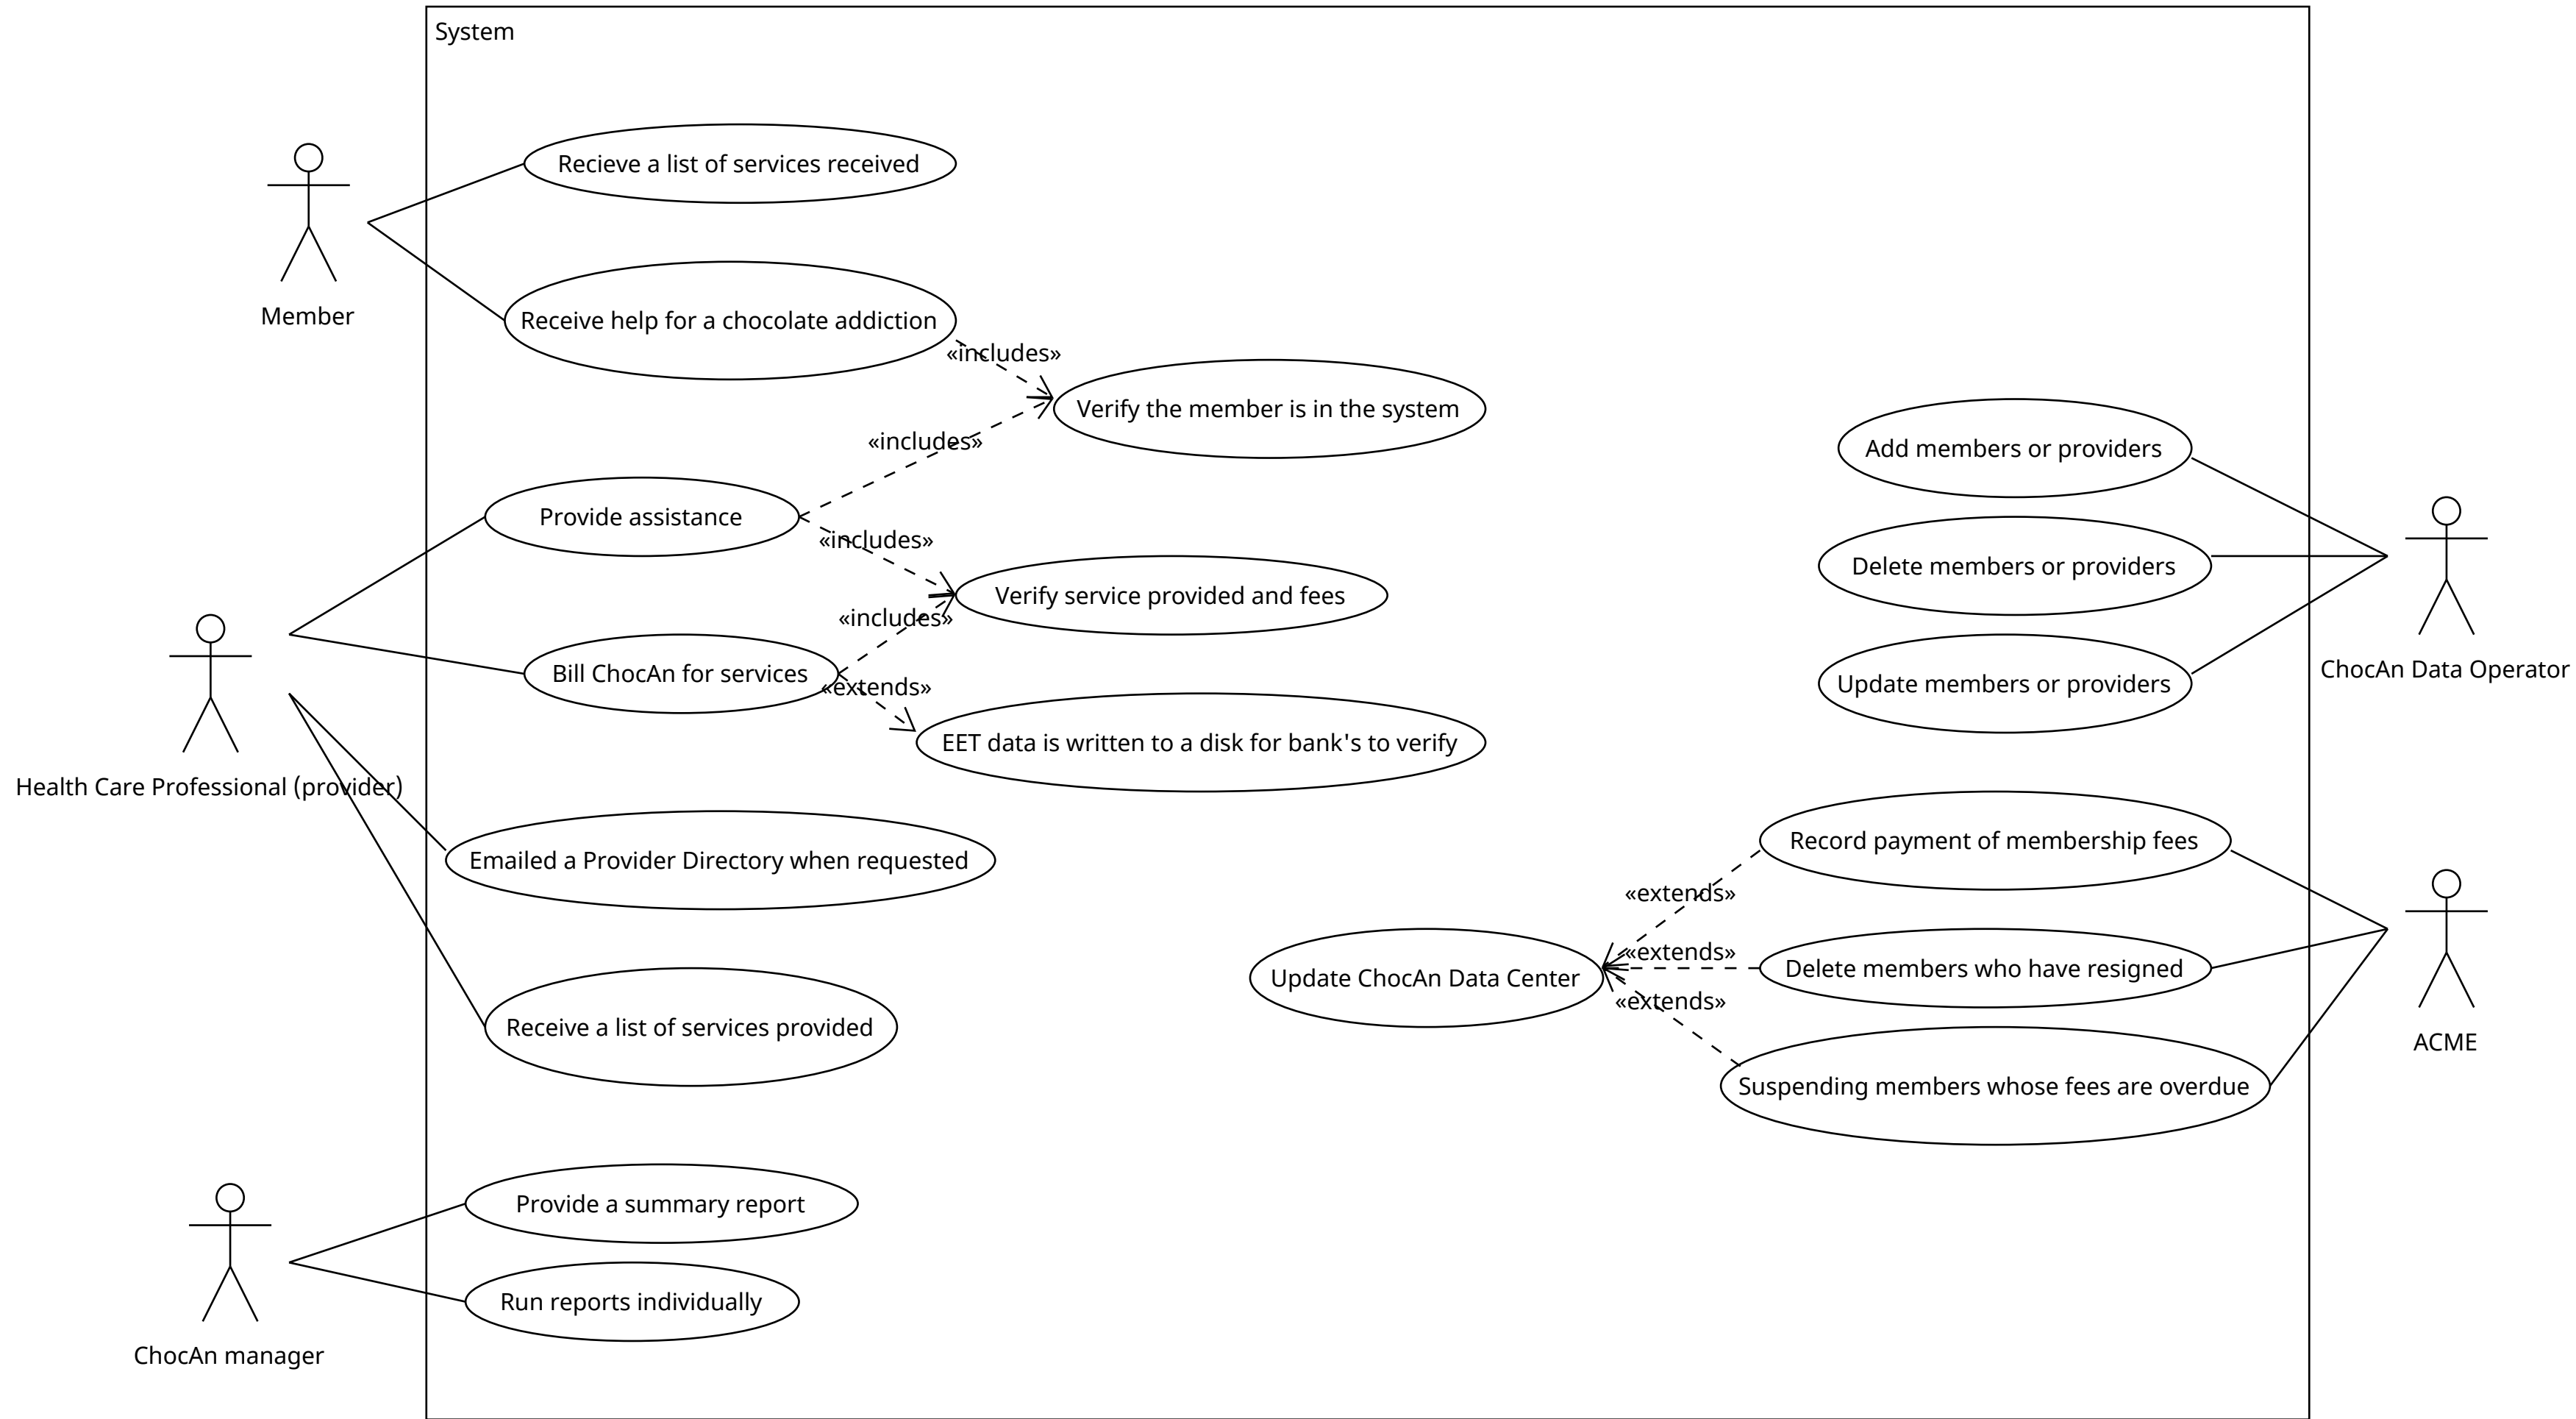 System
Recieve a list of services received
Member
Receive help for a chocolate addiction
«includes»
Verify the member is in the system
«includes»
Provide assistance
«includes»
Verify service provided and fees
«includes»
Bill ChocAn for services
«extends»
EET data is written to a disk for bank's to verify
Health Care Professional (provider)
Emailed a Provider Directory when requested
Receive a list of services provided
Provide a summary report
Run reports individually
ChocAn manager
Add members or providers
Delete members or providers
Update members or providers
ChocAn Data Operator
Record payment of membership fees
«extends»
«extends»
Delete members who have resigned
Update ChocAn Data Center
«extends»
Suspending members whose fees are overdue
ACME